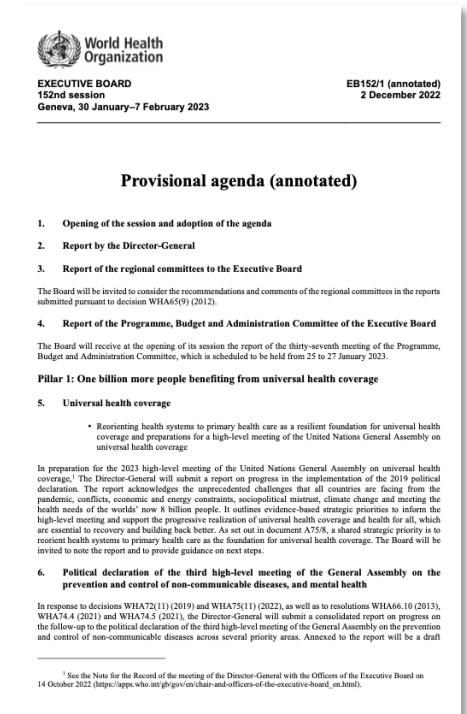 World Health
Organization
EXECUTIVE BOARD EB152/1 (annotated)
152nd session 2 December 2022
Geneva, 30 January–7 February 2023
Provisional agenda (annotated)
1. Opening of the session and adoption of the agenda
2. Report by the Director-General
3. Report of the regional committees to the Executive Board
The Board will be invited to consider the recommendations and comments of the regional committees in the reports
submitted pursuant to decision WHA65(9) (2012).
4. Report of the Programme, Budget and Administration Committee of the Executive Board
The Board will receive at the opening of its session the report of the thirty-seventh meeting of the Programme,
Budget and Administration Committee, which is scheduled to be held from 25 to 27 January 2023.
Pillar 1: One billion more people benefiting from universal health coverage
5. Universal health coverage
• Reorienting health systems to primary health care as a resilient foundation for universal health
coverage and preparations for a high-level meeting of the United Nations General Assembly on
universal health coverage
In preparation for the 2023 high-level meeting of the United Nations General Assembly on universal health
coverage,¹ The Director-General will submit a report on progress in the implementation of the 2019 political
declaration. The report acknowledges the unprecedented challenges that all countries are facing from the
pandemic, conflicts, economic and energy constraints, sociopolitical mistrust, climate change and meeting the
health needs of the worlds' now 8 billion people. It outlines evidence-based strategic priorities to inform the
high-level meeting and support the progressive realization of universal health coverage and health for all, which
are essential to recovery and building back better. As set out in document A75/8, a shared strategic priority is to
reorient health systems to primary health care as the foundation for universal health coverage. The Board will be
invited to note the report and to provide guidance on next steps.
6. Political declaration of the third high-level meeting of the General Assembly on the
prevention and control of non-communicable diseases, and mental health
In response to decisions WHA72(11) (2019) and WHA75(11) (2022), as well as to resolutions WHA66.10 (2013),
WHA74.4 (2021) and WHA74.5 (2021), the Director-General will submit a consolidated report on progress on
the follow-up to the political declaration of the third high-level meeting of the General Assembly on the prevention
and control of non-communicable diseases across several priority areas. Annexed to the report will be a draft
¹ See the Note for the Record of the meeting of the Director-General with the Officers of the Executive Board on
14 October 2022 (https://apps.who.int/gb/gov/en/chair-and-officers-of-the-executive-board_en.html).